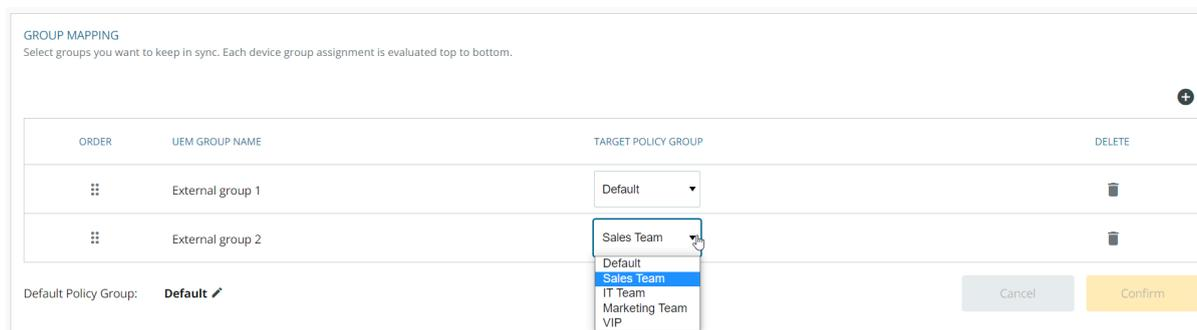 GROUP MAPPING
Select groups you want to keep in sync. Each device group assignment is evaluated top to bottom.
ORDER UEM GROUP NAME TARGET POLICY GROUP DELETE
External group 1 Default
External group 2 Sales Team
Default
Sales Team
IT Team
Marketing Team
VIP
Default Policy Group: Default Cancel Confirm